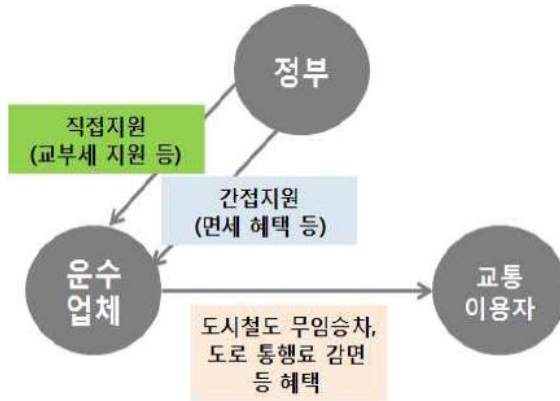 정부
직접지원
(교부세 지원 등)
간접지원
(면세 혜택 등)
운수
업체
교통
이용자
도시철도 무임승차,
도로 통행료 감면
등 혜택